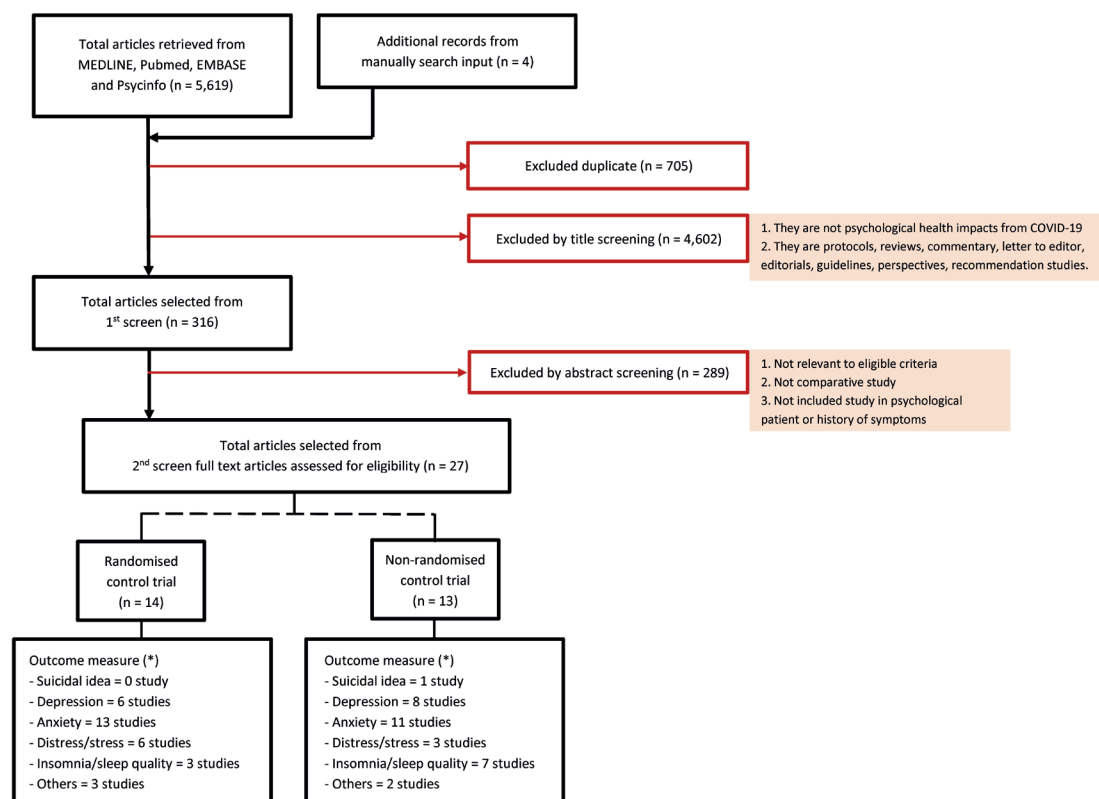 Total articles retrieved from
MEDLINE, Pubmed, EMBASE
and Psycinfo (n = 5,619)
Additional records from
manually search input (n = 4)
Excluded duplicate (n = 705)
Excluded by title screening (n = 4,602)
1. They are not psychological health impacts from COVID-19
2. They are protocols, reviews, commentary, letter to editor,
editorials, guidelines, perspectives, recommendation studies.
Total articles selected from
1st screen (n = 316)
Excluded by abstract screening (n = 289)
1. Not relevant to eligible criteria
2. Not comparative study
3. Not included study in psychological
patient or history of symptoms
Total articles selected from
2nd screen full text articles assessed for eligibility (n = 27)
Randomised
control trial
(n = 14)
Non-randomised
control trial
(n = 13)
Outcome measure (*)
- Suicidal idea = 0 study
- Depression = 6 studies
- Anxiety = 13 studies
- Distress/stress = 6 studies
- Insomnia/sleep quality = 3 studies
- Others = 3 studies
Outcome measure (*)
- Suicidal idea = 1 study
- Depression = 8 studies
- Anxiety = 11 studies
- Distress/stress = 3 studies
- Insomnia/sleep quality = 7 studies
- Others = 2 studies